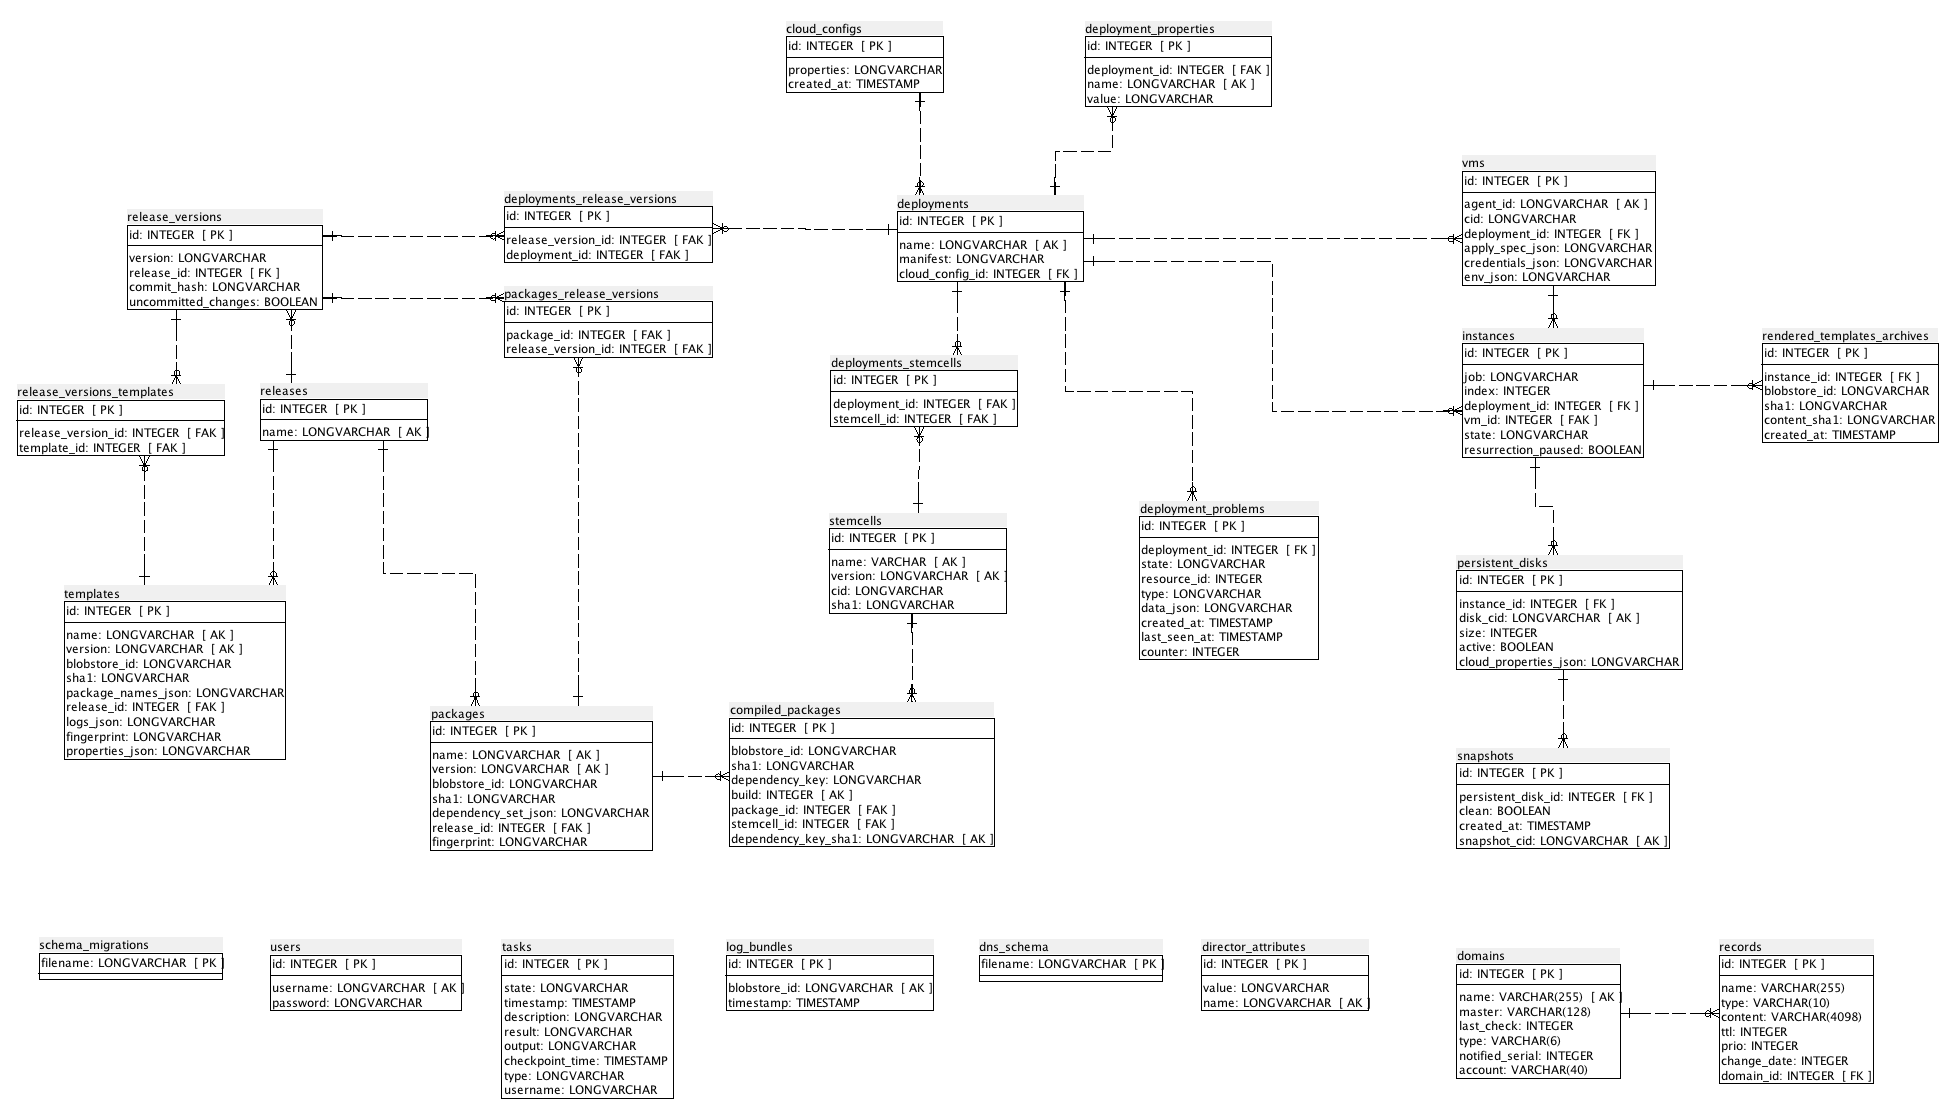 cloud_configs
id: INTEGER [ PK ]
properties: LONGVARCHAR
created_at: TIMESTAMP
deployment_properties
id: INTEGER [ PK ]
deployment_id: INTEGER [ FAK ]
name: LONGVARCHAR [ AK ]
value: LONGVARCHAR
vms
id: INTEGER [ PK ]
agent_id: LONGVARCHAR [ AK ]
cid: LONGVARCHAR
deployment_id: INTEGER [ FK ]
apply_spec_json: LONGVARCHAR
credentials_json: LONGVARCHAR
env_json: LONGVARCHAR
release_versions
id: INTEGER [ PK ]
version: LONGVARCHAR
release_id: INTEGER [ FK ]
commit_hash: LONGVARCHAR
uncommitted_changes: BOOLEAN
deployments_release_versions
id: INTEGER [ PK ]
release_version_id: INTEGER [ FAK ]
deployment_id: INTEGER [ FAK ]
deployments
id: INTEGER [ PK ]
name: LONGVARCHAR [ AK ]
manifest: LONGVARCHAR
cloud_config_id: INTEGER [ FK ]
packages_release_versions
id: INTEGER [ PK ]
package_id: INTEGER [ FAK ]
release_version_id: INTEGER [ FAK ]
instances
id: INTEGER [ PK ]
job: LONGVARCHAR
index: INTEGER
deployment_id: INTEGER [ FK ]
vm_id: INTEGER [ FAK ]
state: LONGVARCHAR
resurrection_paused: BOOLEAN
rendered_templates_archives
id: INTEGER [ PK ]
instance_id: INTEGER [ FK ]
blobstore_id: LONGVARCHAR
sha1: LONGVARCHAR
content_sha1: LONGVARCHAR
created_at: TIMESTAMP
release_versions_templates
id: INTEGER [ PK ]
release_version_id: INTEGER [ FAK ]
template_id: INTEGER [ FAK ]
releases
id: INTEGER [ PK ]
name: LONGVARCHAR [ AK ]
deployments_stemcells
id: INTEGER [ PK ]
deployment_id: INTEGER [ FAK ]
stemcell_id: INTEGER [ FAK ]
stemcells
id: INTEGER [ PK ]
name: VARCHAR [ AK ]
version: LONGVARCHAR [ AK ]
cid: LONGVARCHAR
sha1: LONGVARCHAR
deployment_problems
id: INTEGER [ PK ]
deployment_id: INTEGER [ FK ]
state: LONGVARCHAR
resource_id: INTEGER
type: LONGVARCHAR
data_json: LONGVARCHAR
created_at: TIMESTAMP
last_seen_at: TIMESTAMP
counter: INTEGER
persistent_disks
id: INTEGER [ PK ]
instance_id: INTEGER [ FK ]
disk_cid: LONGVARCHAR [ AK ]
size: INTEGER
active: BOOLEAN
cloud_properties_json: LONGVARCHAR
templates
id: INTEGER [ PK ]
name: LONGVARCHAR [ AK ]
version: LONGVARCHAR [ AK ]
blobstore_id: LONGVARCHAR
sha1: LONGVARCHAR
package_names_json: LONGVARCHAR
release_id: INTEGER [ FAK ]
logs_json: LONGVARCHAR
fingerprint: LONGVARCHAR
properties_json: LONGVARCHAR
packages
id: INTEGER [ PK ]
name: LONGVARCHAR [ AK ]
version: LONGVARCHAR [ AK ]
blobstore_id: LONGVARCHAR
sha1: LONGVARCHAR
dependency_set_json: LONGVARCHAR
release_id: INTEGER [ FAK ]
fingerprint: LONGVARCHAR
compiled_packages
id: INTEGER [ PK ]
blobstore_id: LONGVARCHAR
sha1: LONGVARCHAR
dependency_key: LONGVARCHAR
build: INTEGER [ AK ]
package_id: INTEGER [ FAK ]
stemcell_id: INTEGER [ FAK ]
dependency_key_sha1: LONGVARCHAR [ AK ]
snapshots
id: INTEGER [ PK ]
persistent_disk_id: INTEGER [ FK ]
clean: BOOLEAN
created_at: TIMESTAMP
snapshot_cid: LONGVARCHAR [ AK ]
schema_migrations
filename: LONGVARCHAR [ PK ]
users
id: INTEGER [ PK ]
username: LONGVARCHAR [ AK ]
password: LONGVARCHAR
tasks
id: INTEGER [ PK ]
state: LONGVARCHAR
timestamp: TIMESTAMP
description: LONGVARCHAR
result: LONGVARCHAR
output: LONGVARCHAR
checkpoint_time: TIMESTAMP
type: LONGVARCHAR
username: LONGVARCHAR
log_bundles
id: INTEGER [ PK ]
blobstore_id: LONGVARCHAR [ AK ]
timestamp: TIMESTAMP
dns_schema
filename: LONGVARCHAR [ PK ]
director_attributes
id: INTEGER [ PK ]
value: LONGVARCHAR
name: LONGVARCHAR [ AK ]
domains
id: INTEGER [ PK ]
name: VARCHAR(255) [ AK ]
master: VARCHAR(128)
last_check: INTEGER
type: VARCHAR(6)
notified_serial: INTEGER
account: VARCHAR(40)
records
id: INTEGER [ PK ]
name: VARCHAR(255)
type: VARCHAR(10)
content: VARCHAR(4098)
ttl: INTEGER
prio: INTEGER
change_date: INTEGER
domain_id: INTEGER [ FK ]